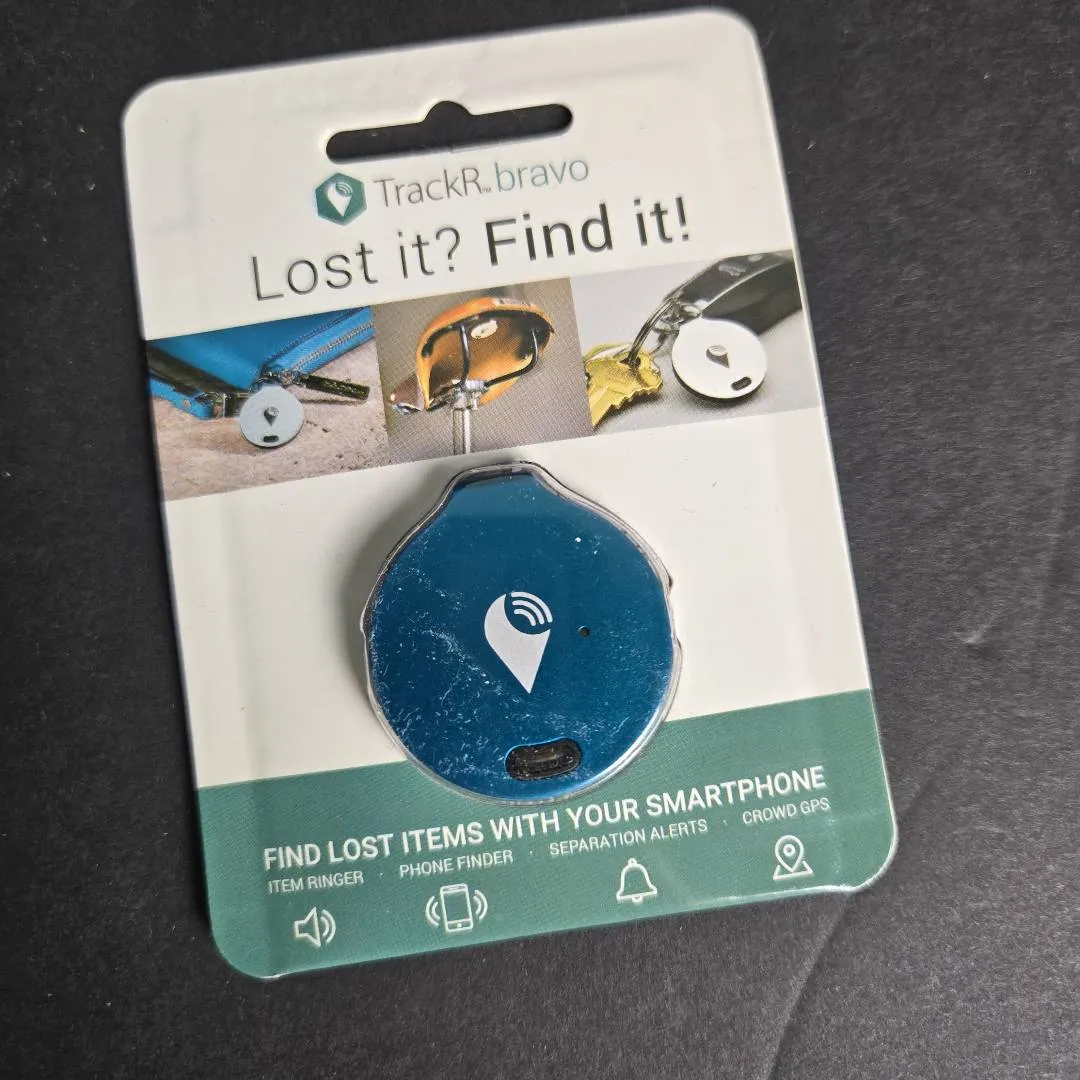 TrackR™ bravo
Lost it? Find it!
FIND LOST ITEMS WITH YOUR SMARTPHONE
ITEM RINGER · PHONE FINDER · SEPARATION ALERTS · CROWD GPS